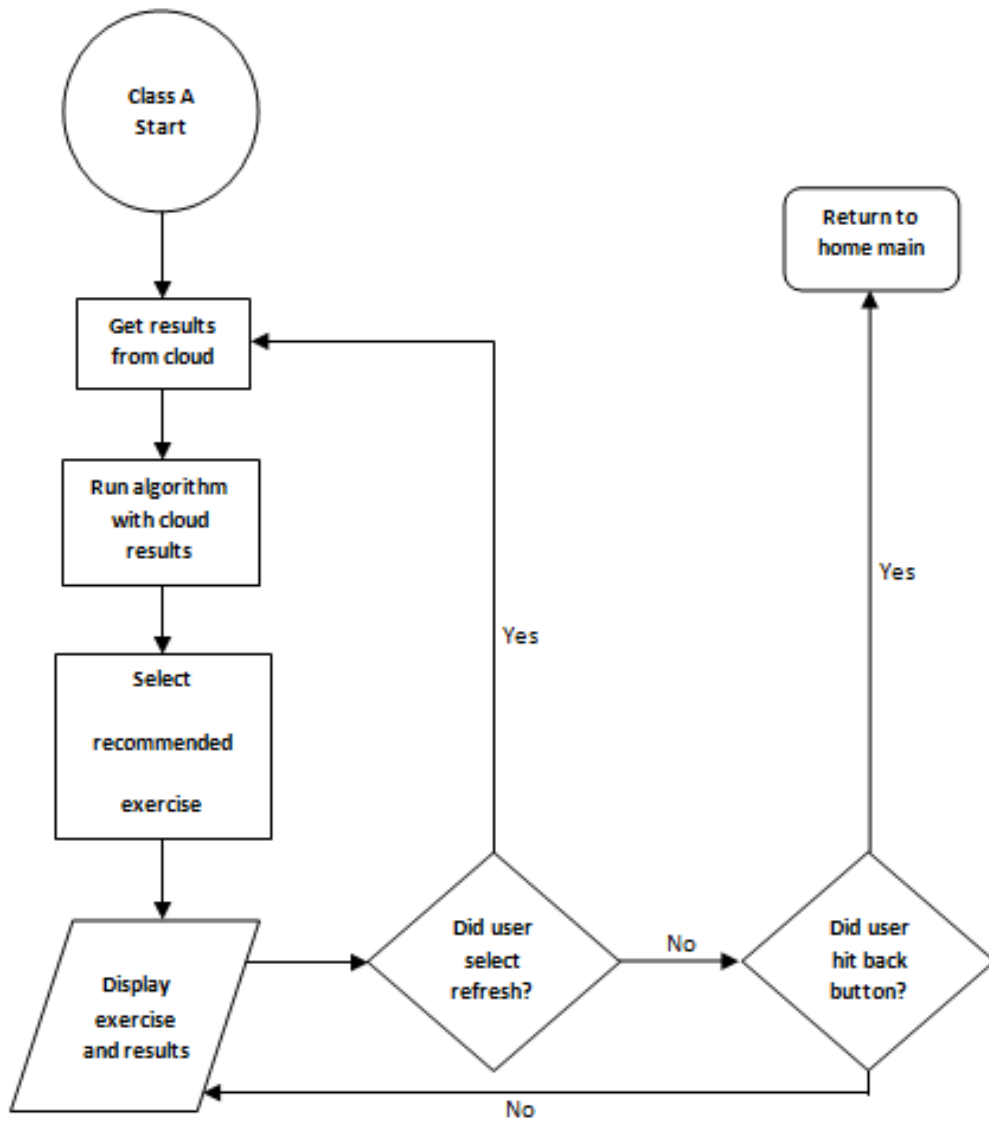 Class A
Start
Return to
home main
Get results
from cloud
Run algorithm
with cloud
results
Yes
Yes
Select
recommended
exercise
Did user
select
refresh?
No
Did user
hit back
button?
Display
exercise
and results
No